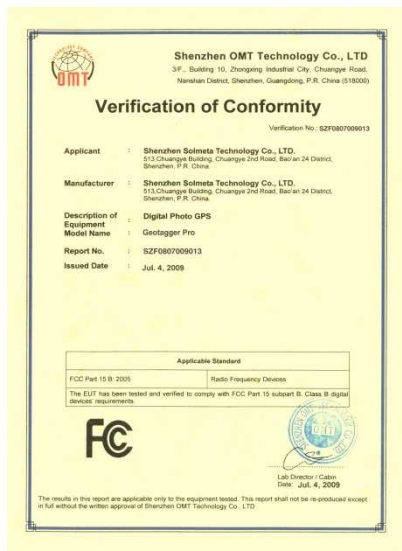 OMT
Shenzhen OMT Technology Co., LTD
3/F., Building 10, Zhongxing Industrial City, Chuangye Road,
Nanshan District, Shenzhen, Guangdong, P.R. China (518000)
Verification of Conformity
Verification No.: SZF0807009013
Applicant : Shenzhen Solmeta Technology Co., LTD.
513,Chuangye Building, Chuangye 2nd Road, Bao'an 24 District,
Shenzhen, P.R. China
Manufacturer : Shenzhen Solmeta Technology Co., LTD.
513,Chuangye Building, Chuangye 2nd Road, Bao'an 24 District,
Shenzhen, P.R. China
Description of
Equipment : Digital Photo GPS
Model Name : Geotagger Pro
Report No. : SZF0807009013
Issued Date : Jul. 4, 2009
Applicable Standard
FCC Part 15 B: 2005 Radio Frequency Devices
The EUT has been tested and verified to comply with FCC Part 15 subpart B, Class B digital
devices' requirements.
FC
OMT
Lab Director / Cabin
Date: Jul. 4, 2009
The results in this report are applicable only to the equipment tested. This report shall not be re-produced except
in full without the written approval of Shenzhen OMT Technology Co., LTD